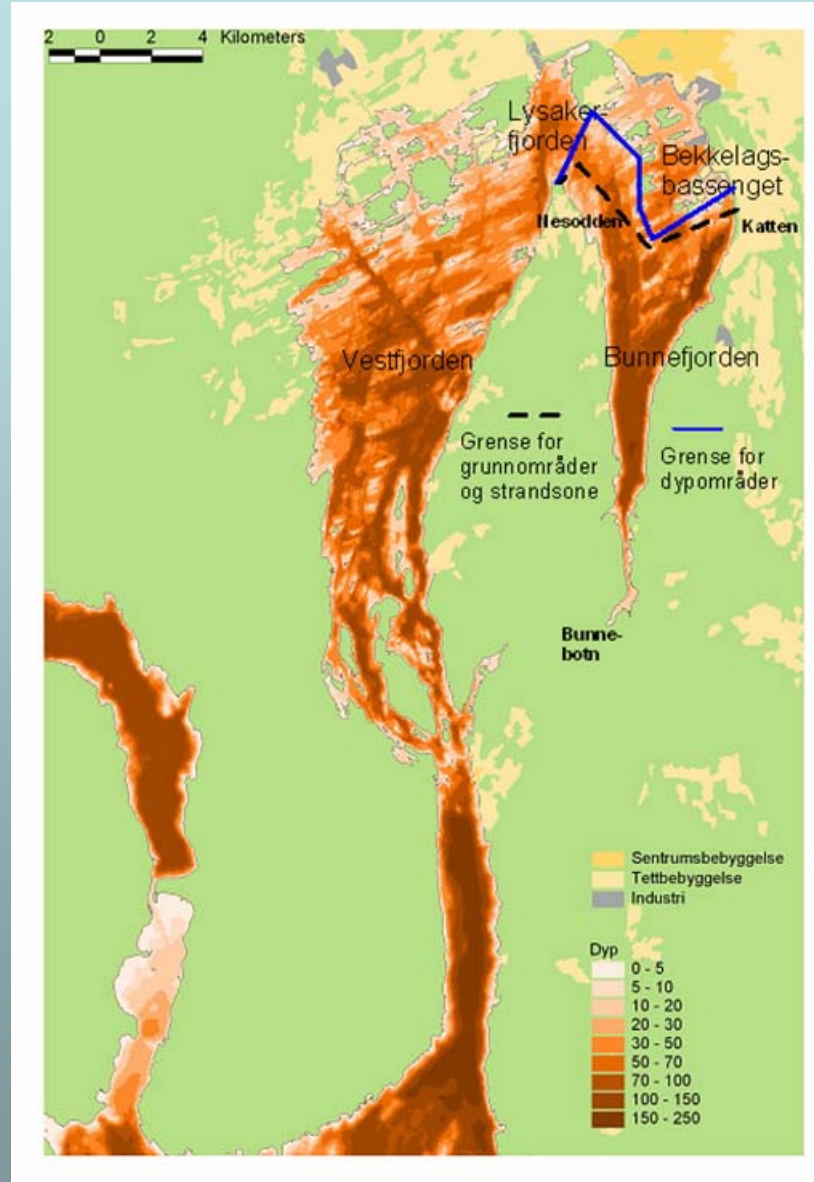 2 0 2 4 Kilometers
Lysaker-
fjorden
Bekkelags-
bassenget
Nesodden
Katten
Vestfjorden
Bunnefjorden
Grense for
grunnområder
og strandsone
Grense for
dypområder
Bunne-
botn
Sentrumsbebyggelse
Tettbebyggelse
Industri
Dyp
0 - 5
5 - 10
10 - 20
20 - 30
30 - 50
50 - 70
70 - 100
100 - 150
150 - 250